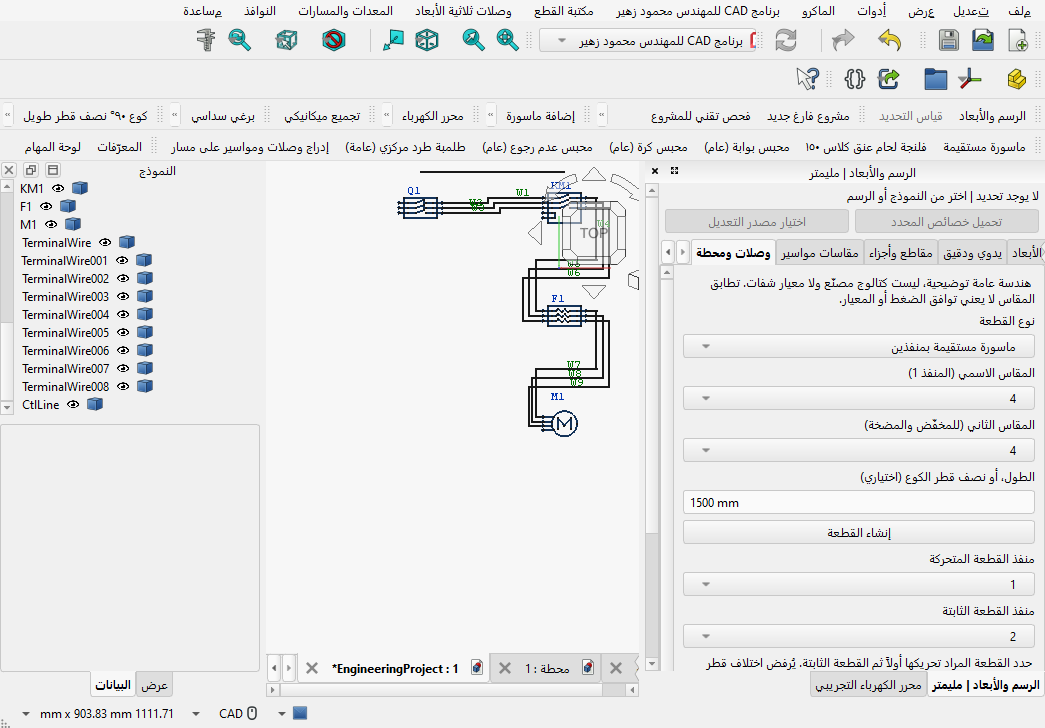 ملف تعديل عرض أدوات الماكرو برنامج CAD للمهندس محمود زهير مكتبة القطع وصلات ثلاثية الأبعاد المعدات والمسارات النوافذ مساعدة
برنامج CAD للمهندس محمود زهير
الرسم والأبعاد قياس التحديد مشروع فارغ جديد فحص تقني للمشروع إضافة ماسورة محرر الكهرباء تجميع ميكانيكي برغي سداسي كوع ٩٠° نصف قطر طويل
ماسورة مستقيمة فلنجة لحام عنق كلاس ١٥٠ محبس بوابة (عام) محبس كرة (عام) محبس عدم رجوع (عام) طلمبة طرد مركزي (عامة) إدراج وصلات ومواسير على مسار المعرّفات لوحة المهام
الرسم والأبعاد | مليمتر
لا يوجد تحديد | اختر من النموذج أو الرسم
تحميل خصائص المحدد اختيار مصدر التعديل
الأبعاد يدوي ودقيق مقاطع وأجزاء مقاسات مواسير وصلات ومحطة
هندسة عامة توضيحية، ليست كتالوج مصنّع ولا معيار شفات. تطابق
المقاس لا يعني توافق الضغط أو المعيار.
نوع القطعة
ماسورة مستقيمة بمنفذين
المقاس الاسمي (المنفذ 1)
4
المقاس الثاني (للمخفّض والمضخة)
4
الطول، أو نصف قطر الكوع (اختياري)
1500 mm
إنشاء القطعة
منفذ القطعة المتحركة
1
منفذ القطعة الثابتة
2
حدد القطعة المراد تحريكها أولاً ثم القطعة الثابتة. يُرفض اختلاف قطر
الرسم والأبعاد | مليمتر محرر الكهرباء التجريبي
Q1
W1
W2
W3
KM1
W4
TOP
W5
W6
F1
W7
W8
W9
M1
M
محطة : 1
EngineeringProject : 1*
النموذج
KM1
F1
M1
TerminalWire
TerminalWire001
TerminalWire002
TerminalWire003
TerminalWire004
TerminalWire005
TerminalWire006
TerminalWire007
TerminalWire008
CtlLine
عرض البيانات
CAD
1111.71 mm x 903.83 mm